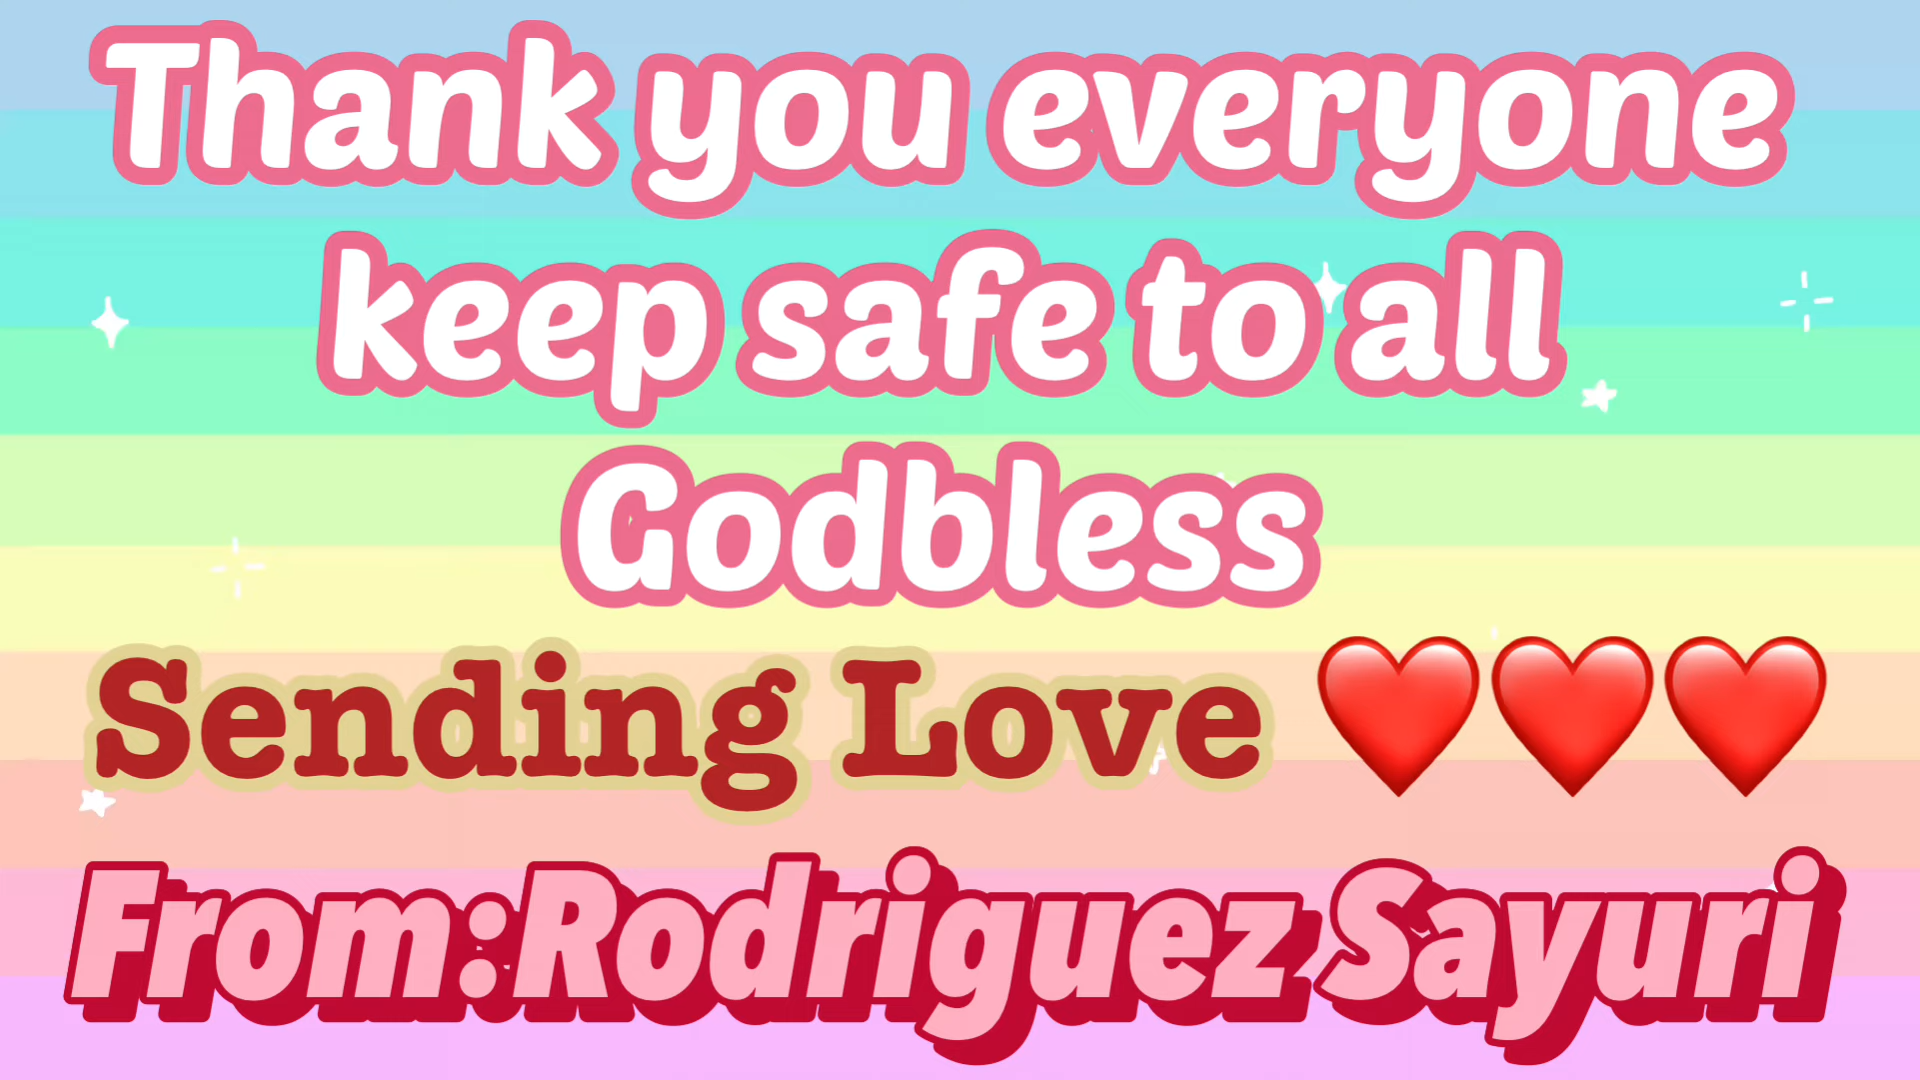 Thank you everyone
keep safe to all
Godbless
Sending Love ❤️❤️❤️
From:Rodriguez Sayuri